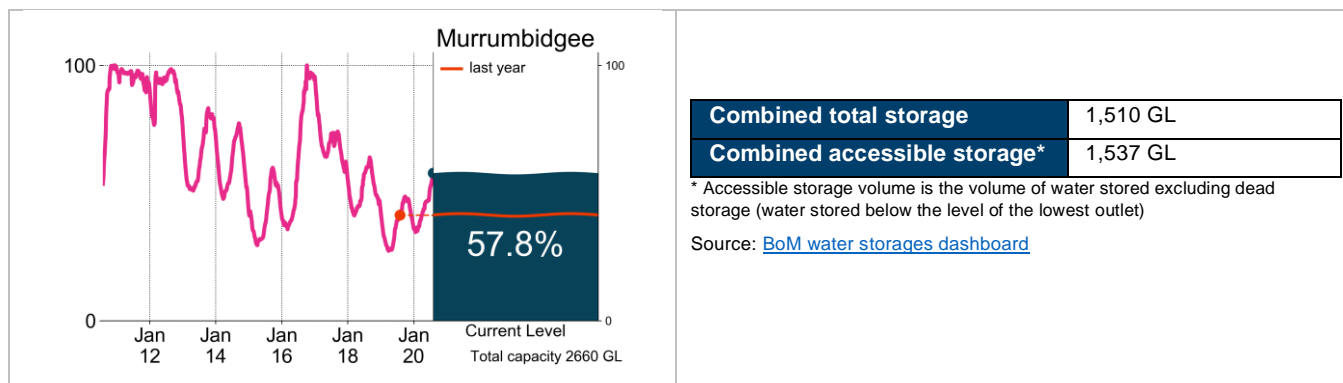 Murrumbidgee
last year
100
100
57.8%
0
0
Jan
12
Jan
14
Jan
16
Jan
18
Jan
20
Current Level
Total capacity 2660 GL
Combined total storage 1,510 GL
Combined accessible storage* 1,537 GL
* Accessible storage volume is the volume of water stored excluding dead
storage (water stored below the level of the lowest outlet)
Source: BoM water storages dashboard